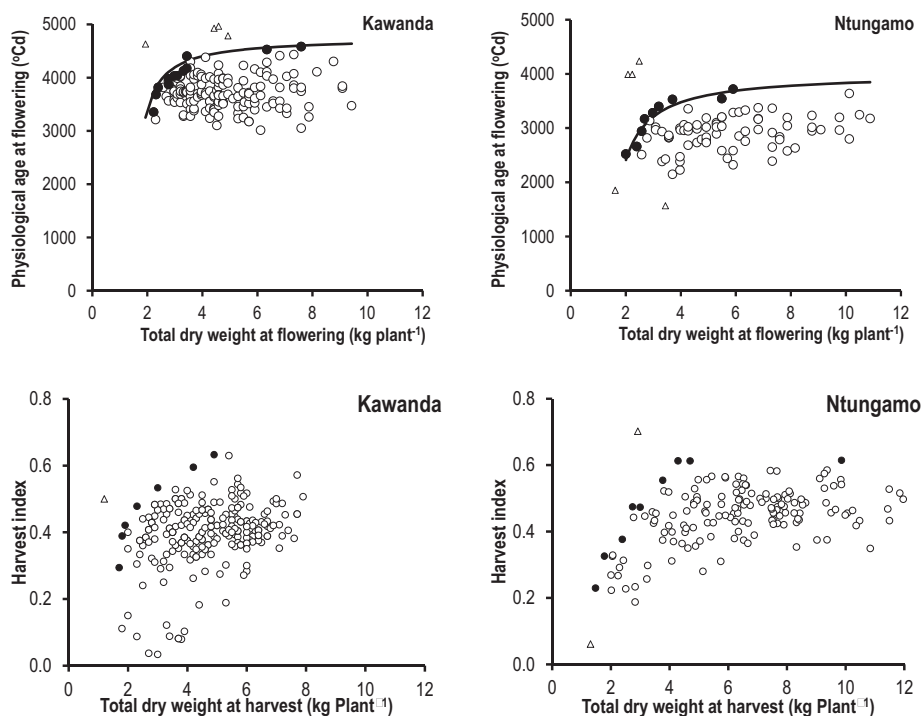 Kawanda
Physiological age at flowering (ºCd)
5000
4000
3000
2000
1000
0
0 2 4 6 8 10 12
Total dry weight at flowering (kg plant⁻¹)
Ntungamo
Physiological age at flowering (ºCd)
5000
4000
3000
2000
1000
0
0 2 4 6 8 10 12
Total dry weight at flowering (kg plant⁻¹)
Kawanda
Harvest index
0.8
0.6
0.4
0.2
0.0
0 2 4 6 8 10 12
Total dry weight at harvest (kg Plant□¹)
Ntungamo
Harvest index
0.8
0.6
0.4
0.2
0.0
0 2 4 6 8 10 12
Total dry weight at harvest (kg Plant□¹)